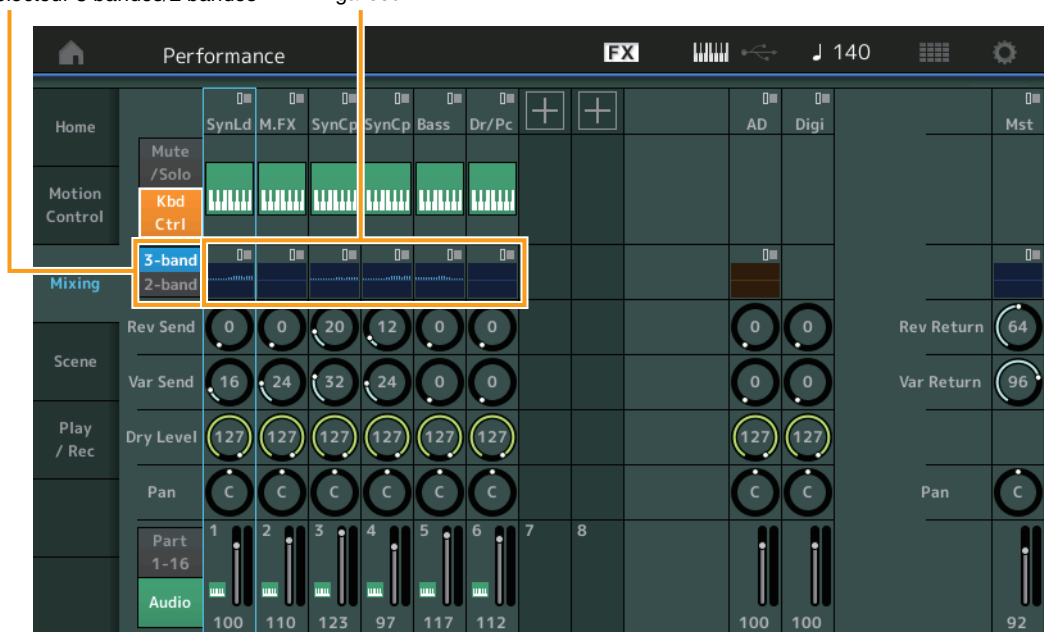 Performance FX 140
SynLd M.FX SynCp SynCp Bass Dr/Pc AD Digi Mst
Home
Mute
/Solo
Motion
Control
Kbd
Ctrl
3-band
2-band
Mixing
Rev Send 0 0 20 12 0 0 0 0 Rev Return 64
Scene
Var Send 16 24 32 24 0 0 0 0 Var Return 96
Play
/ Rec
Dry Level 127 127 127 127 127 127 127 127
Pan C C C C C C C C Pan C
Part
1-16
1 2 3 4 5 6 7 8
Audio
100 110 123 97 117 112 100 100 92